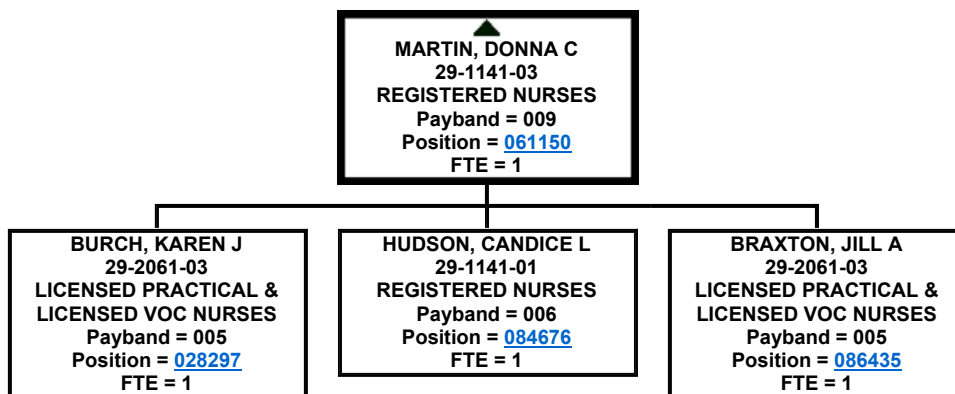 MARTIN, DONNA C
29-1141-03
REGISTERED NURSES
Payband = 009
Position = 061150
FTE = 1
BURCH, KAREN J
29-2061-03
LICENSED PRACTICAL &
LICENSED VOC NURSES
Payband = 005
Position = 028297
FTE = 1
HUDSON, CANDICE L
29-1141-01
REGISTERED NURSES
Payband = 006
Position = 084676
FTE = 1
BRAXTON, JILL A
29-2061-03
LICENSED PRACTICAL &
LICENSED VOC NURSES
Payband = 005
Position = 086435
FTE = 1